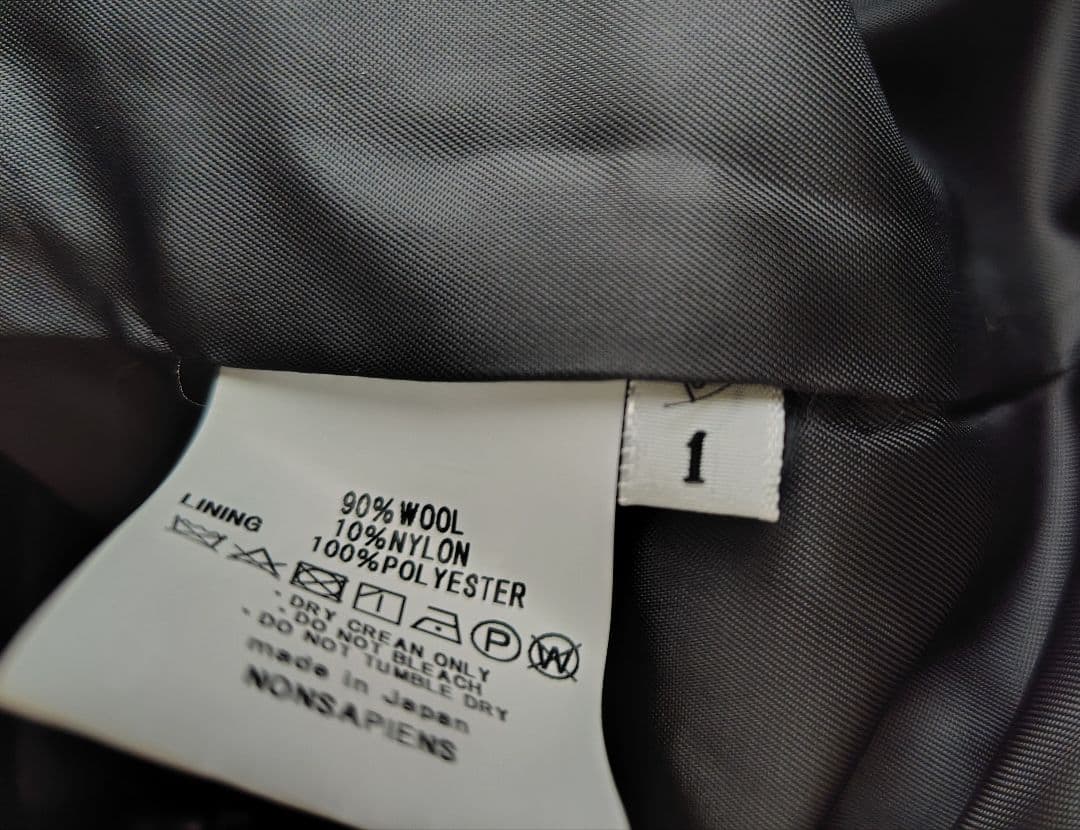 1
90%WOOL
10%NYLON
LINING 100%POLYESTER
P W
·DRY CREAN ONLY
·DO NOT BLEACH
·DO NOT TUMBLE DRY
made in Japan
NONSAPIENS